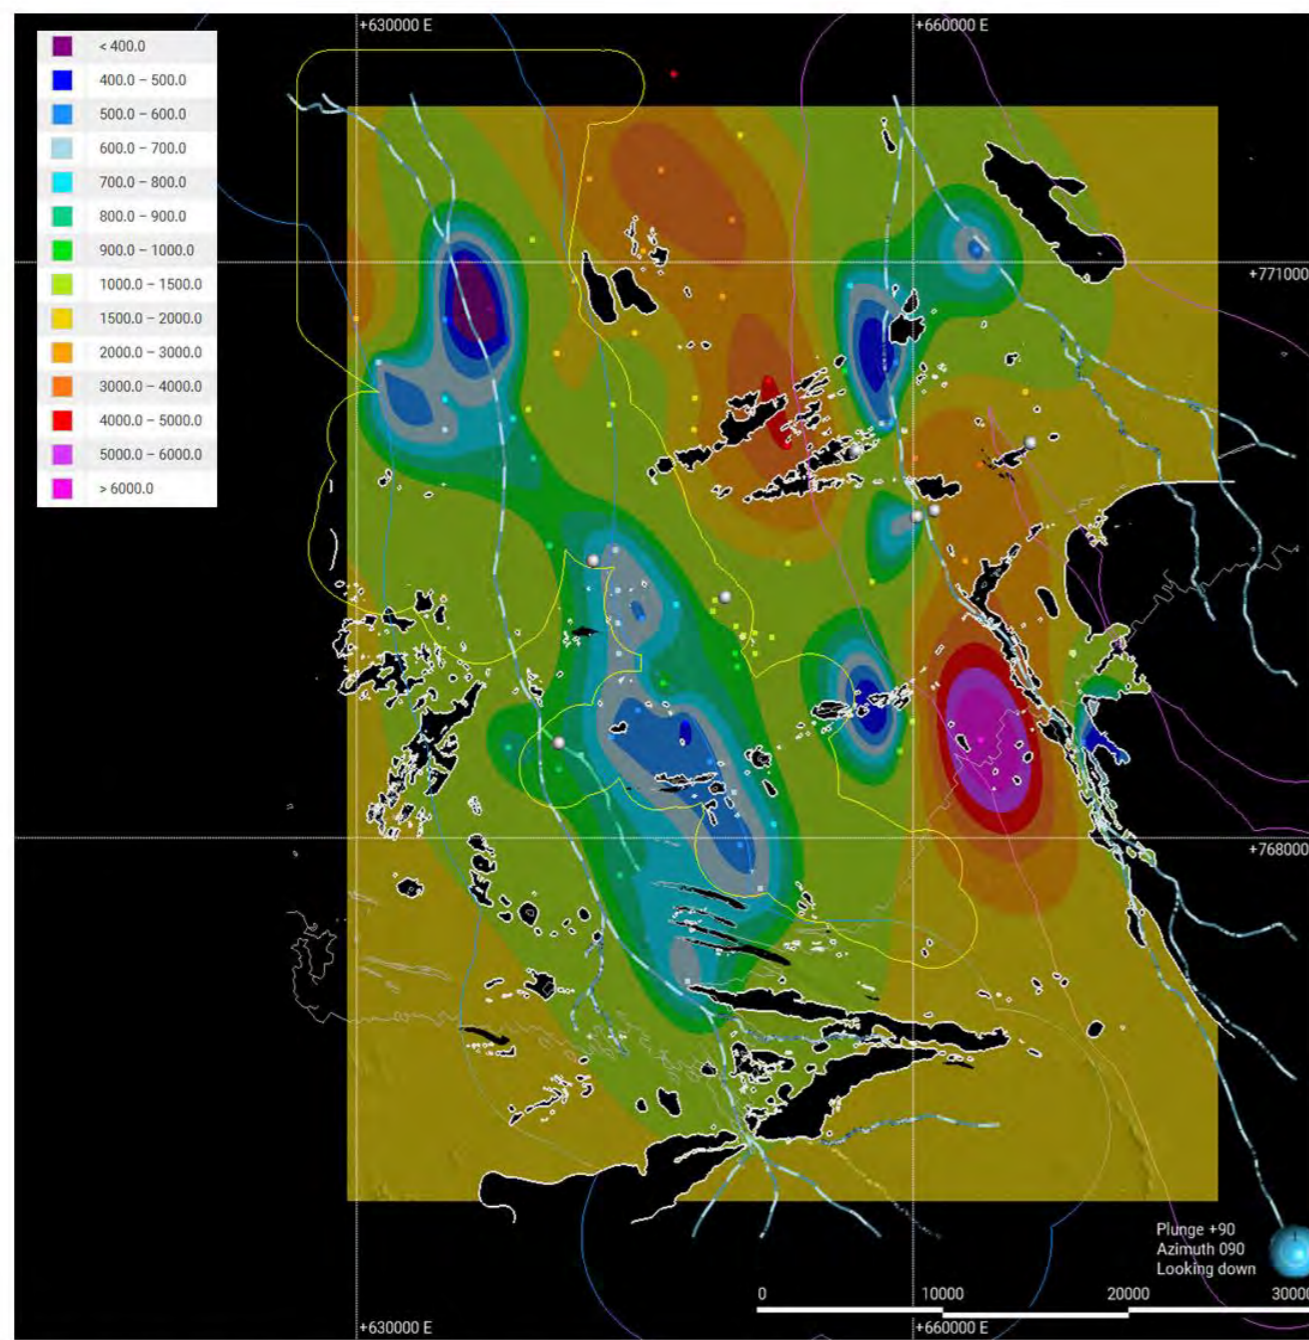 +630000 E
+660000 E
< 400.0
400.0 – 500.0
500.0 – 600.0
600.0 – 700.0
700.0 – 800.0
800.0 – 900.0
900.0 – 1000.0
1000.0 – 1500.0
1500.0 – 2000.0
2000.0 – 3000.0
3000.0 – 4000.0
4000.0 – 5000.0
5000.0 – 6000.0
> 6000.0
+771000
+768000
Plunge +90
Azimuth 090
Looking down
0 10000 20000 30000
+630000 E
+660000 E